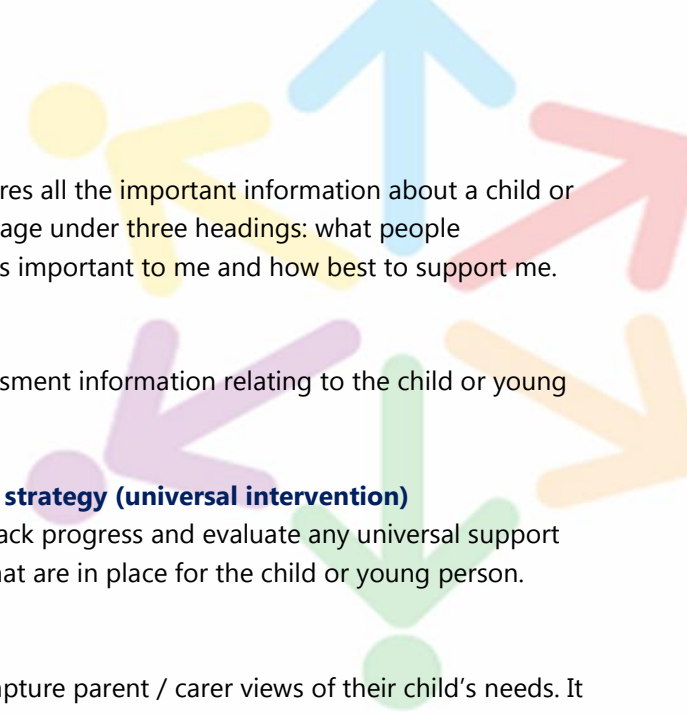 res all the important information about a child or
age under three headings: what people
s important to me and how best to support me.
sment information relating to the child or young
strategy (universal intervention)
ack progress and evaluate any universal support
hat are in place for the child or young person.
apture parent / carer views of their child’s needs. It